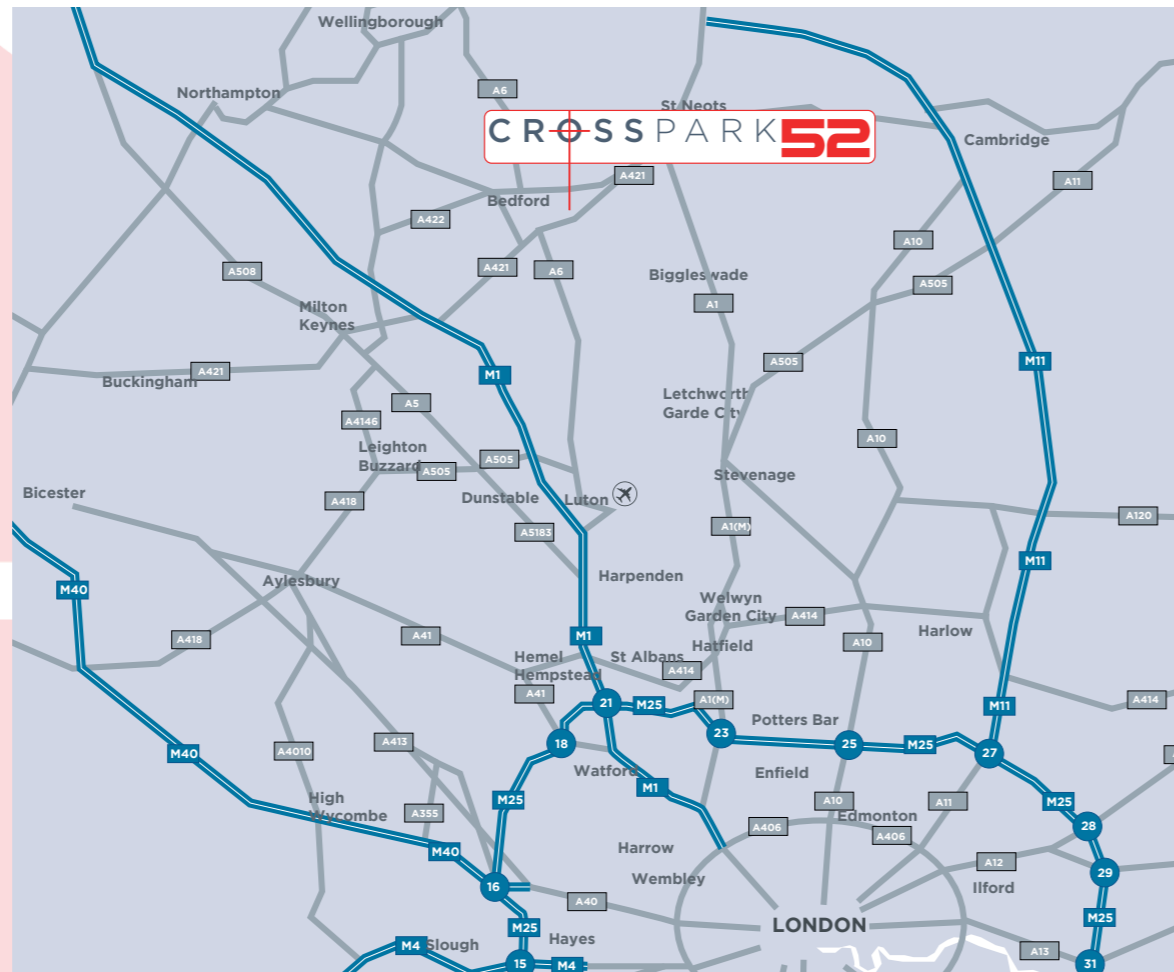 Wellingborough
Northampton
A6
St Neots
CROSSPARK52
Cambridge
A421
A11
Bedford
A422
A10
A421
A6
A508
Biggleswade
A505
A1
Milton
Keynes
M11
A505
A421
Buckingham
M1
A5
Letchworth
Garde City
A4146
A10
Leighton
Buzzard
A505
A505
Stevenage
Bicester
A418
Dunstable
Luton
A1(M)
A120
A5183
M11
Harpenden
Aylesbury
M40
Welwyn
Garden City
A414
Harlow
A418
A41
M1
Hatfield
A10
Hemel
Hempstead
St Albans
A414
A41
21
M25
A1(M)
M11
A414
Potters Bar
23
18
25
M25
27
A4010
A413
M40
Watford
Enfield
M1
High
Wycombe
M25
A355
A10
A11
M25
Edmonton
A406
A406
28
Harrow
M40
A12
29
Wembley
16
Ilford
A40
M25
LONDON
M25
M4
Slough
Hayes
A13
15
M4
31